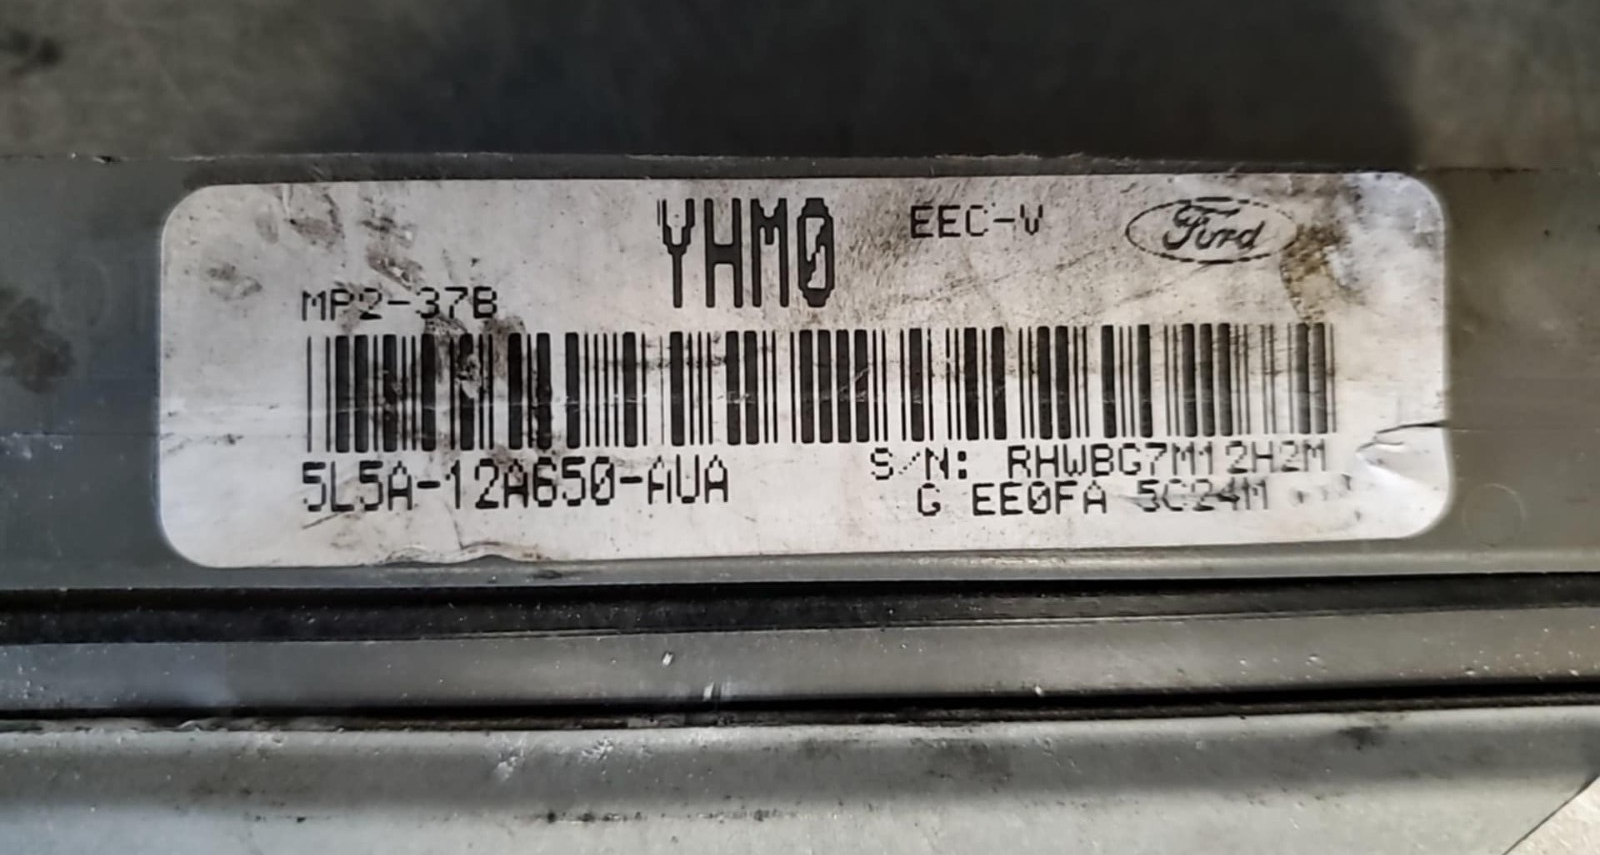 YHM0 EEC-V Ford
MP2-37B
5L5A-12A650-AUA S/N: RHWBG7M12H2M
G EE0FA 5C24M